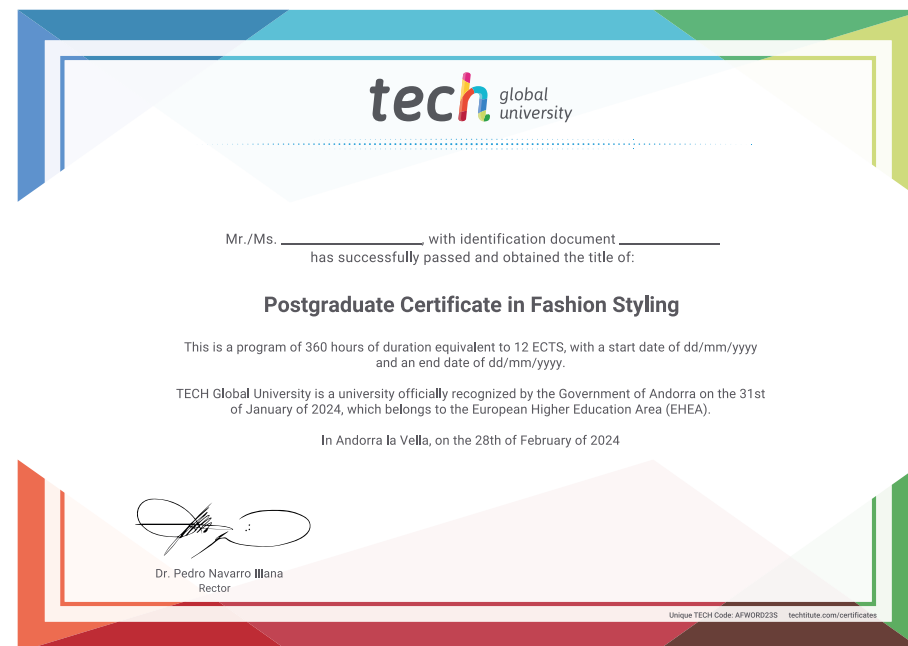 tech global university
Mr./Ms. ____________, with identification document ____________
has successfully passed and obtained the title of:
Postgraduate Certificate in Fashion Styling
This is a program of 360 hours of duration equivalent to 12 ECTS, with a start date of dd/mm/yyyy
and an end date of dd/mm/yyyy.
TECH Global University is a university officially recognized by the Government of Andorra on the 31st
of January of 2024, which belongs to the European Higher Education Area (EHEA).
In Andorra la Vella, on the 28th of February of 2024
Dr. Pedro Navarro Illana
Rector
Unique TECH Code: AFWORD23S techtitute.com/certificates